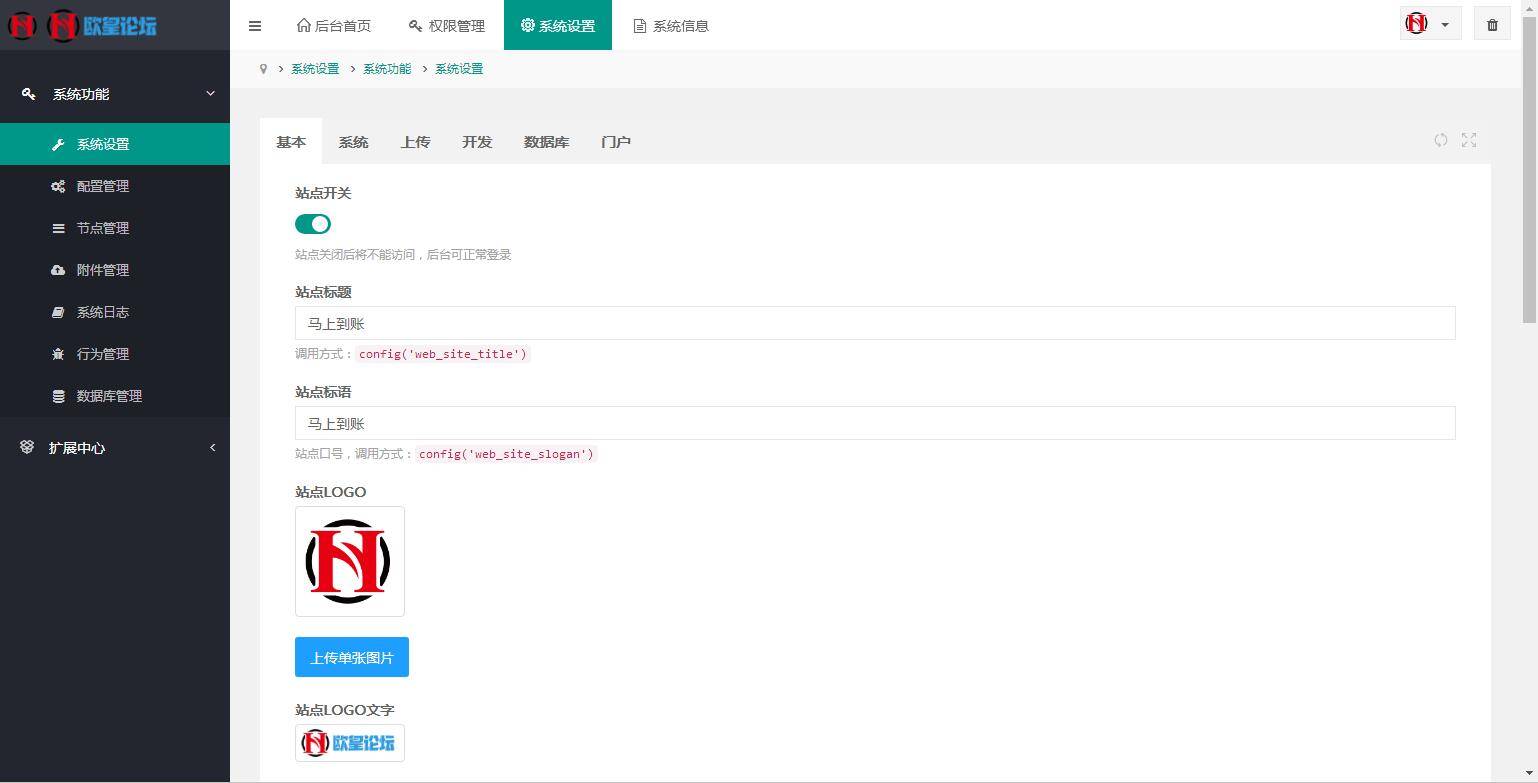 欧皇论坛
后台首页
权限管理
系统设置
系统信息
系统设置 > 系统功能 > 系统设置
系统功能
系统设置
配置管理
节点管理
附件管理
系统日志
行为管理
数据库管理
扩展中心
基本
系统
上传
开发
数据库
门户
站点开关
站点关闭后将不能访问，后台可正常登录
站点标题
马上到账
调用方式：config('web_site_title')
站点标语
马上到账
站点口号，调用方式：config('web_site_slogan')
站点LOGO
上传单张图片
站点LOGO文字
欧皇论坛